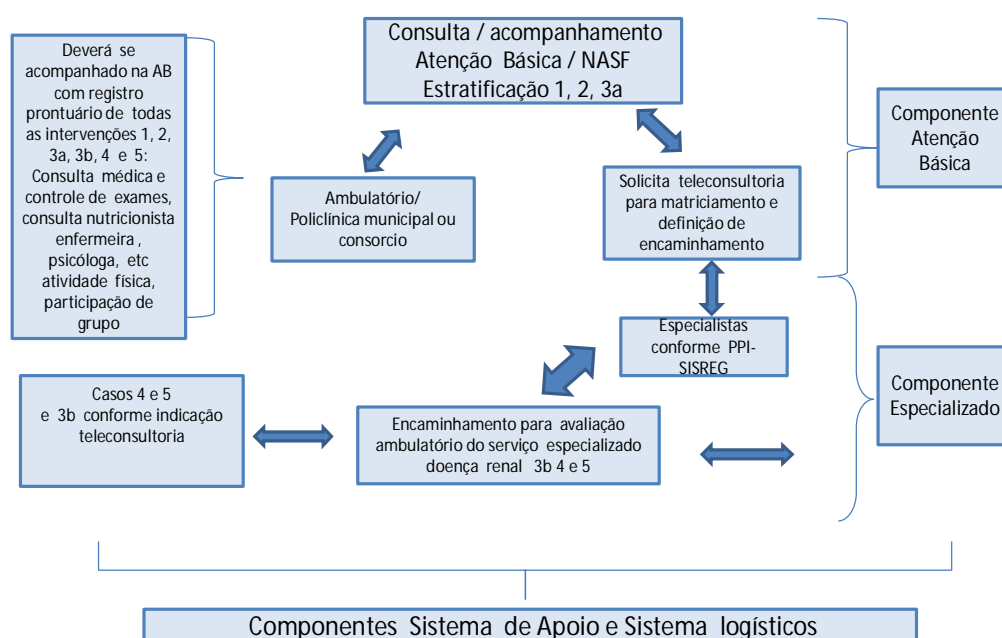 Consulta / acompanhamento
Atenção Básica / NASF
Estratificação 1, 2, 3a
Deverá se
acompanhado na AB
com registro
prontuário de todas
as intervenções 1, 2,
3a, 3b, 4 e 5:
Consulta médica e
controle de exames,
consulta nutricionista
enfermeira ,
psicóloga, etc
atividade física,
participação de
grupo
Ambulatório/
Policlínica municipal ou
consorcio
Solicita teleconsultoria
para matriciamento e
definição de
encaminhamento
Componente
Atenção
Básica
Especialistas
conforme PPI-
SISREG
Componente
Especializado
Casos 4 e 5
e 3b conforme indicação
teleconsultoria
Encaminhamento para avaliação
ambulatório do serviço especializado
doença renal 3b 4 e 5
Componentes Sistema de Apoio e Sistema logísticos